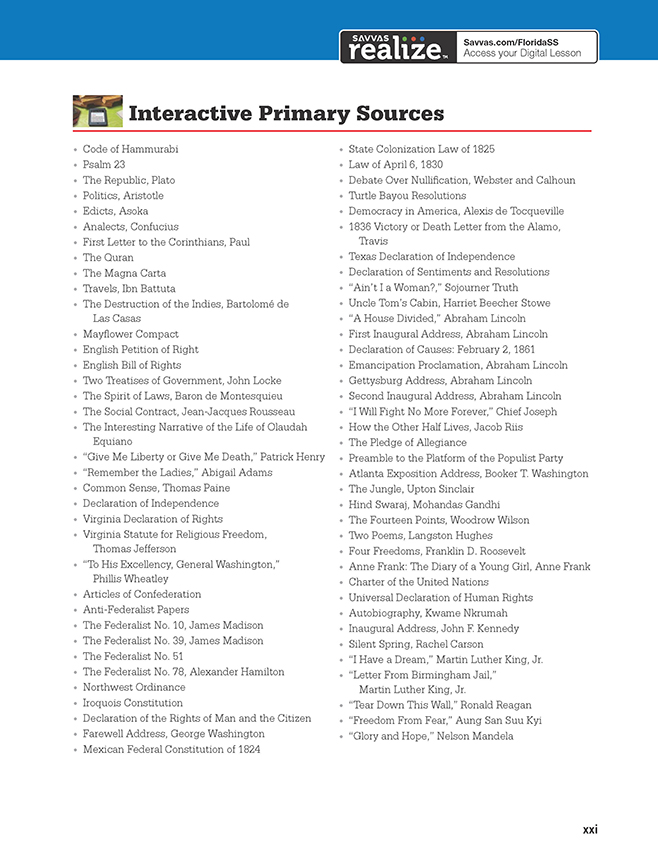 SAVVAS
realize™
Savvas.com/FloridaSS
Access your Digital Lesson
Interactive Primary Sources
• Code of Hammurabi
• Psalm 23
• The Republic, Plato
• Politics, Aristotle
• Edicts, Asoka
• Analects, Confucius
• First Letter to the Corinthians, Paul
• The Quran
• The Magna Carta
• Travels, Ibn Battuta
• The Destruction of the Indies, Bartolomé de
Las Casas
• Mayflower Compact
• English Petition of Right
• English Bill of Rights
• Two Treatises of Government, John Locke
• The Spirit of Laws, Baron de Montesquieu
• The Social Contract, Jean-Jacques Rousseau
• The Interesting Narrative of the Life of Olaudah
Equiano
• “Give Me Liberty or Give Me Death,” Patrick Henry
• “Remember the Ladies,” Abigail Adams
• Common Sense, Thomas Paine
• Declaration of Independence
• Virginia Declaration of Rights
• Virginia Statute for Religious Freedom,
Thomas Jefferson
• “To His Excellency, General Washington,”
Phillis Wheatley
• Articles of Confederation
• Anti-Federalist Papers
• The Federalist No. 10, James Madison
• The Federalist No. 39, James Madison
• The Federalist No. 51
• The Federalist No. 78, Alexander Hamilton
• Northwest Ordinance
• Iroquois Constitution
• Declaration of the Rights of Man and the Citizen
• Farewell Address, George Washington
• Mexican Federal Constitution of 1824
• State Colonization Law of 1825
• Law of April 6, 1830
• Debate Over Nullification, Webster and Calhoun
• Turtle Bayou Resolutions
• Democracy in America, Alexis de Tocqueville
• 1836 Victory or Death Letter from the Alamo,
Travis
• Texas Declaration of Independence
• Declaration of Sentiments and Resolutions
• “Ain’t I a Woman?,” Sojourner Truth
• Uncle Tom’s Cabin, Harriet Beecher Stowe
• “A House Divided,” Abraham Lincoln
• First Inaugural Address, Abraham Lincoln
• Declaration of Causes: February 2, 1861
• Emancipation Proclamation, Abraham Lincoln
• Gettysburg Address, Abraham Lincoln
• Second Inaugural Address, Abraham Lincoln
• “I Will Fight No More Forever,” Chief Joseph
• How the Other Half Lives, Jacob Riis
• The Pledge of Allegiance
• Preamble to the Platform of the Populist Party
• Atlanta Exposition Address, Booker T. Washington
• The Jungle, Upton Sinclair
• Hind Swaraj, Mohandas Gandhi
• The Fourteen Points, Woodrow Wilson
• Two Poems, Langston Hughes
• Four Freedoms, Franklin D. Roosevelt
• Anne Frank: The Diary of a Young Girl, Anne Frank
• Charter of the United Nations
• Universal Declaration of Human Rights
• Autobiography, Kwame Nkrumah
• Inaugural Address, John F. Kennedy
• Silent Spring, Rachel Carson
• “I Have a Dream,” Martin Luther King, Jr.
• “Letter From Birmingham Jail,”
Martin Luther King, Jr.
• “Tear Down This Wall,” Ronald Reagan
• “Freedom From Fear,” Aung San Suu Kyi
• “Glory and Hope,” Nelson Mandela
xxi